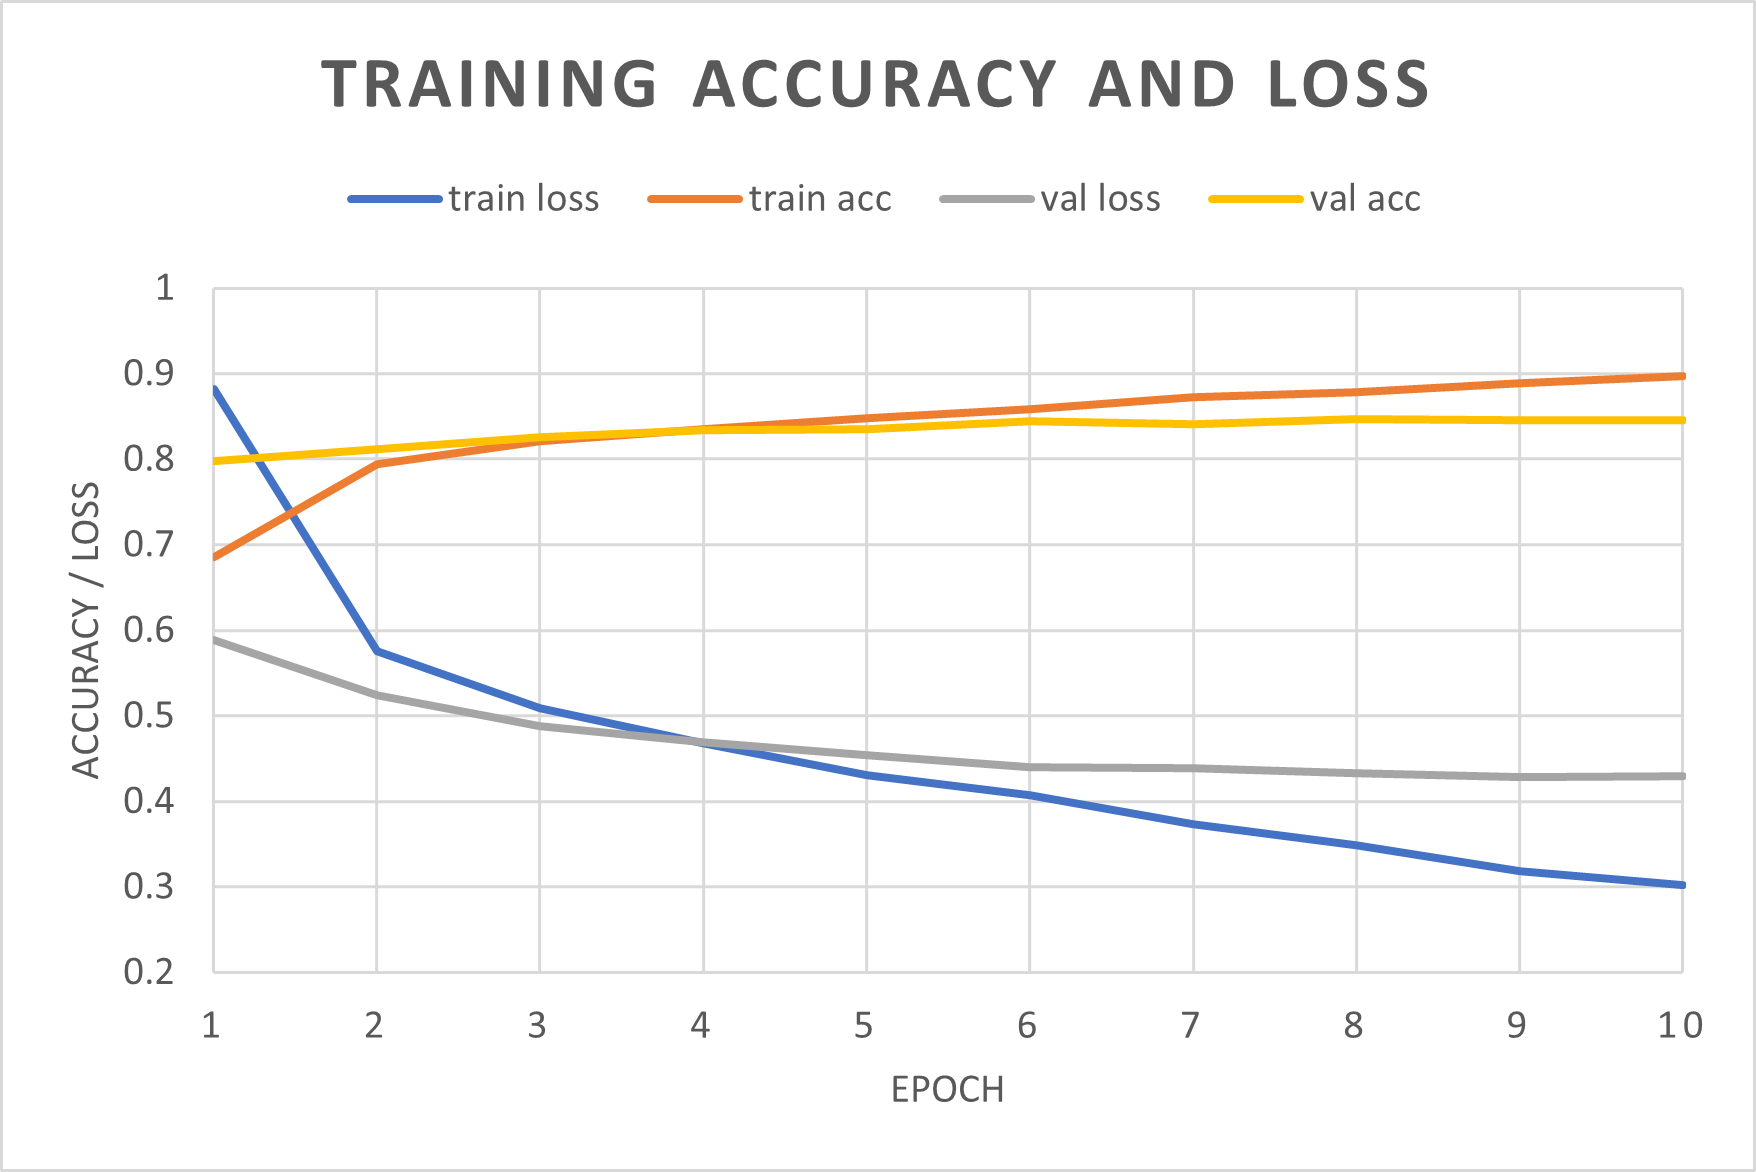 TRAINING ACCURACY AND LOSS
train loss train acc val loss val acc
1
0.9
0.8
0.7
0.6
0.5
0.4
0.3
0.2
ACCURACY / LOSS
1 2 3 4 5 6 7 8 9 10
EPOCH